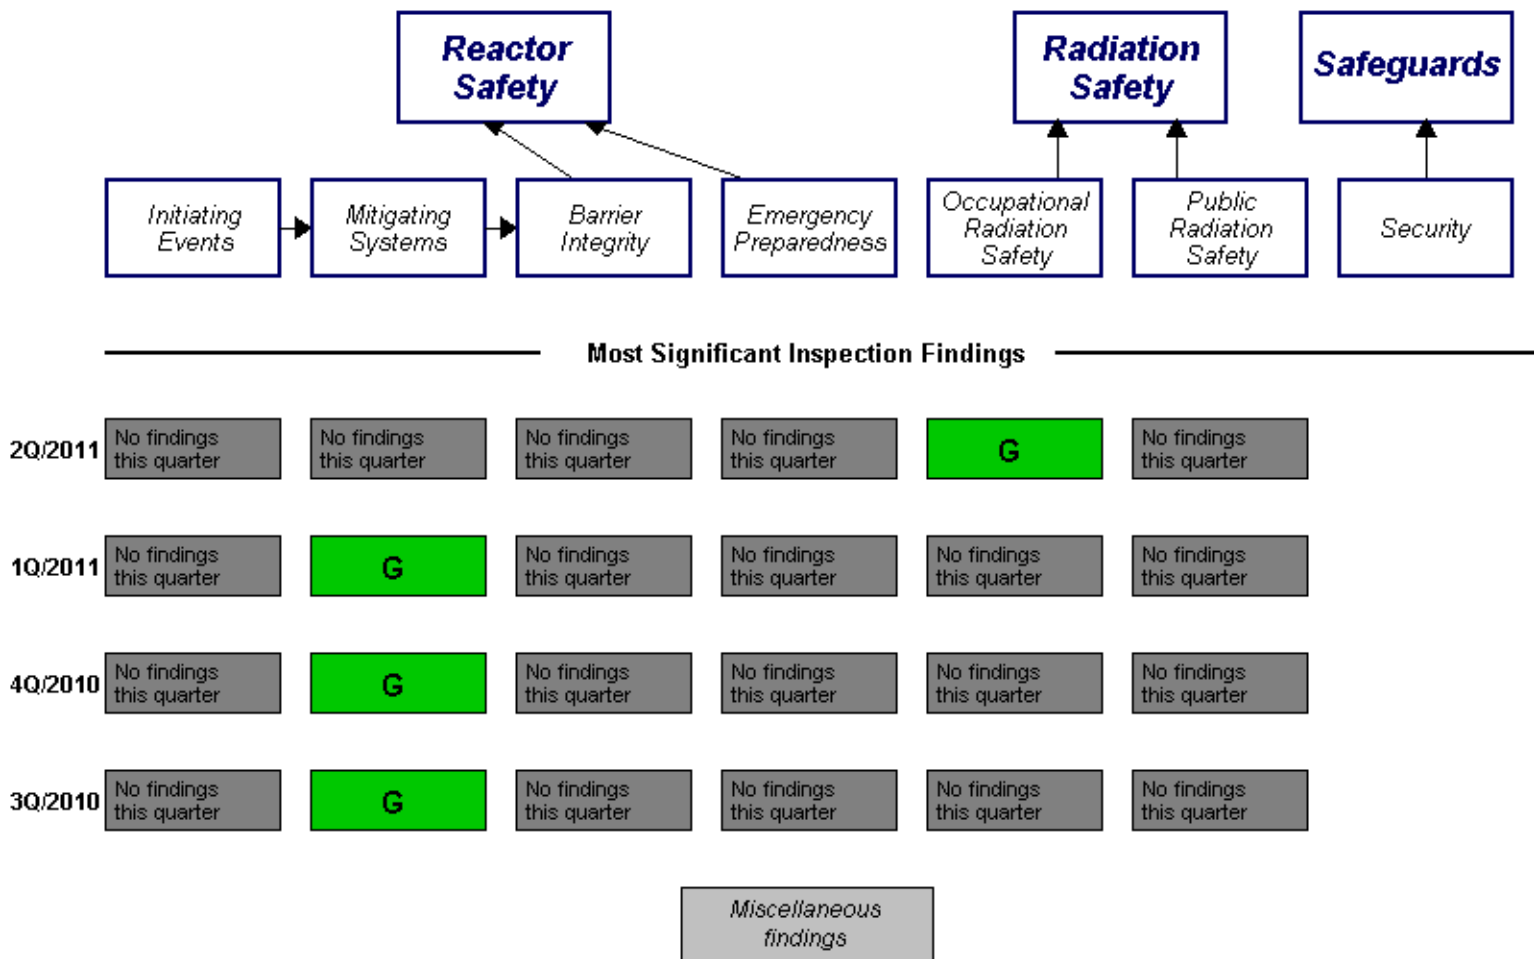 Reactor
Safety
Radiation
Safety
Safeguards
Initiating
Events
Mitigating
Systems
Barrier
Integrity
Emergency
Preparedness
Occupational
Radiation
Safety
Public
Radiation
Safety
Security
Most Significant Inspection Findings
2Q/2011
No findings
this quarter
No findings
this quarter
No findings
this quarter
No findings
this quarter
G
No findings
this quarter
1Q/2011
No findings
this quarter
G
No findings
this quarter
No findings
this quarter
No findings
this quarter
No findings
this quarter
4Q/2010
No findings
this quarter
G
No findings
this quarter
No findings
this quarter
No findings
this quarter
No findings
this quarter
3Q/2010
No findings
this quarter
G
No findings
this quarter
No findings
this quarter
No findings
this quarter
No findings
this quarter
Miscellaneous
findings